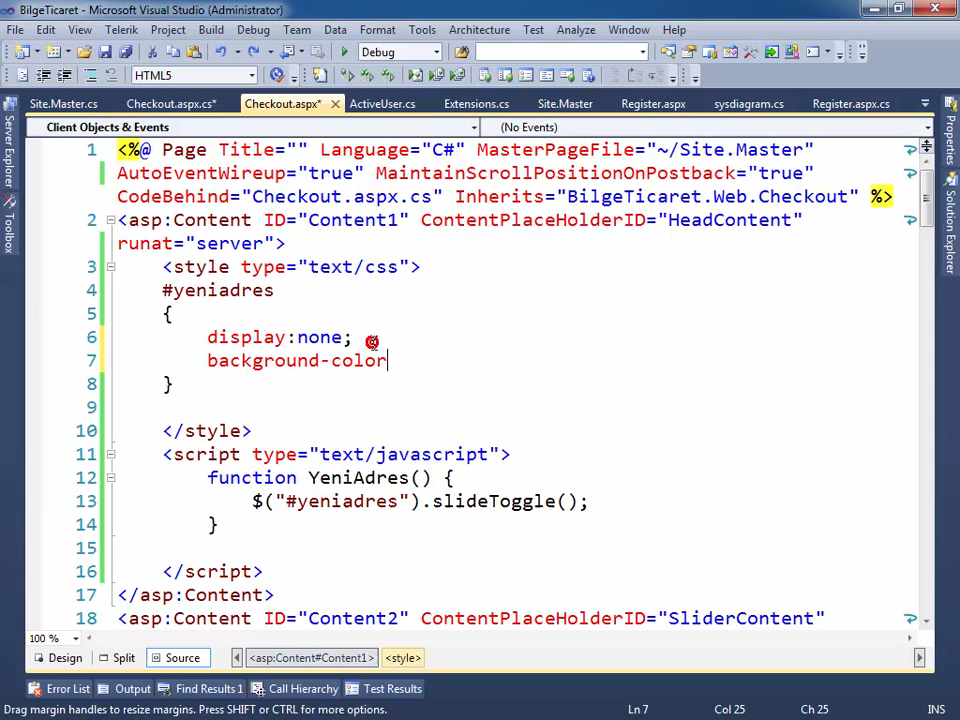 BilgeTicaret - Microsoft Visual Studio (Administrator)
File Edit View Telerik Project Build Debug Team Data Format Tools Architecture Test Analyze Window Help
Debug
HTML5
Site.Master.cs Checkout.aspx.cs* Checkout.aspx* ActiveUser.cs Extensions.cs Site.Master Register.aspx sysdiagram.cs Register.aspx.cs
Client Objects & Events (No Events)
Server Explorer
Toolbox
Properties
Solution Explorer
1 <%@ Page Title="" Language="C#" MasterPageFile="~/Site.Master"
AutoEventWireup="true" MaintainScrollPositionOnPostback="true"
CodeBehind="Checkout.aspx.cs" Inherits="BilgeTicaret.Web.Checkout" %>
2 <asp:Content ID="Content1" ContentPlaceHolderID="HeadContent"
runat="server">
3 <style type="text/css">
4 #yeniadres
5 {
6 display:none;
7 background-color
8 }
9
10 </style>
11 <script type="text/javascript">
12 function YeniAdres() {
13 $("#yeniadres").slideToggle();
14 }
15
16 </script>
17 </asp:Content>
18 <asp:Content ID="Content2" ContentPlaceHolderID="SliderContent"
100 %
Design Split Source <asp:Content#Content1> <style>
Error List Output Find Results 1 Call Hierarchy Test Results
Drag margin handles to resize margins. Press SHIFT or CTRL for more options. Ln 7 Col 25 Ch 25 INS